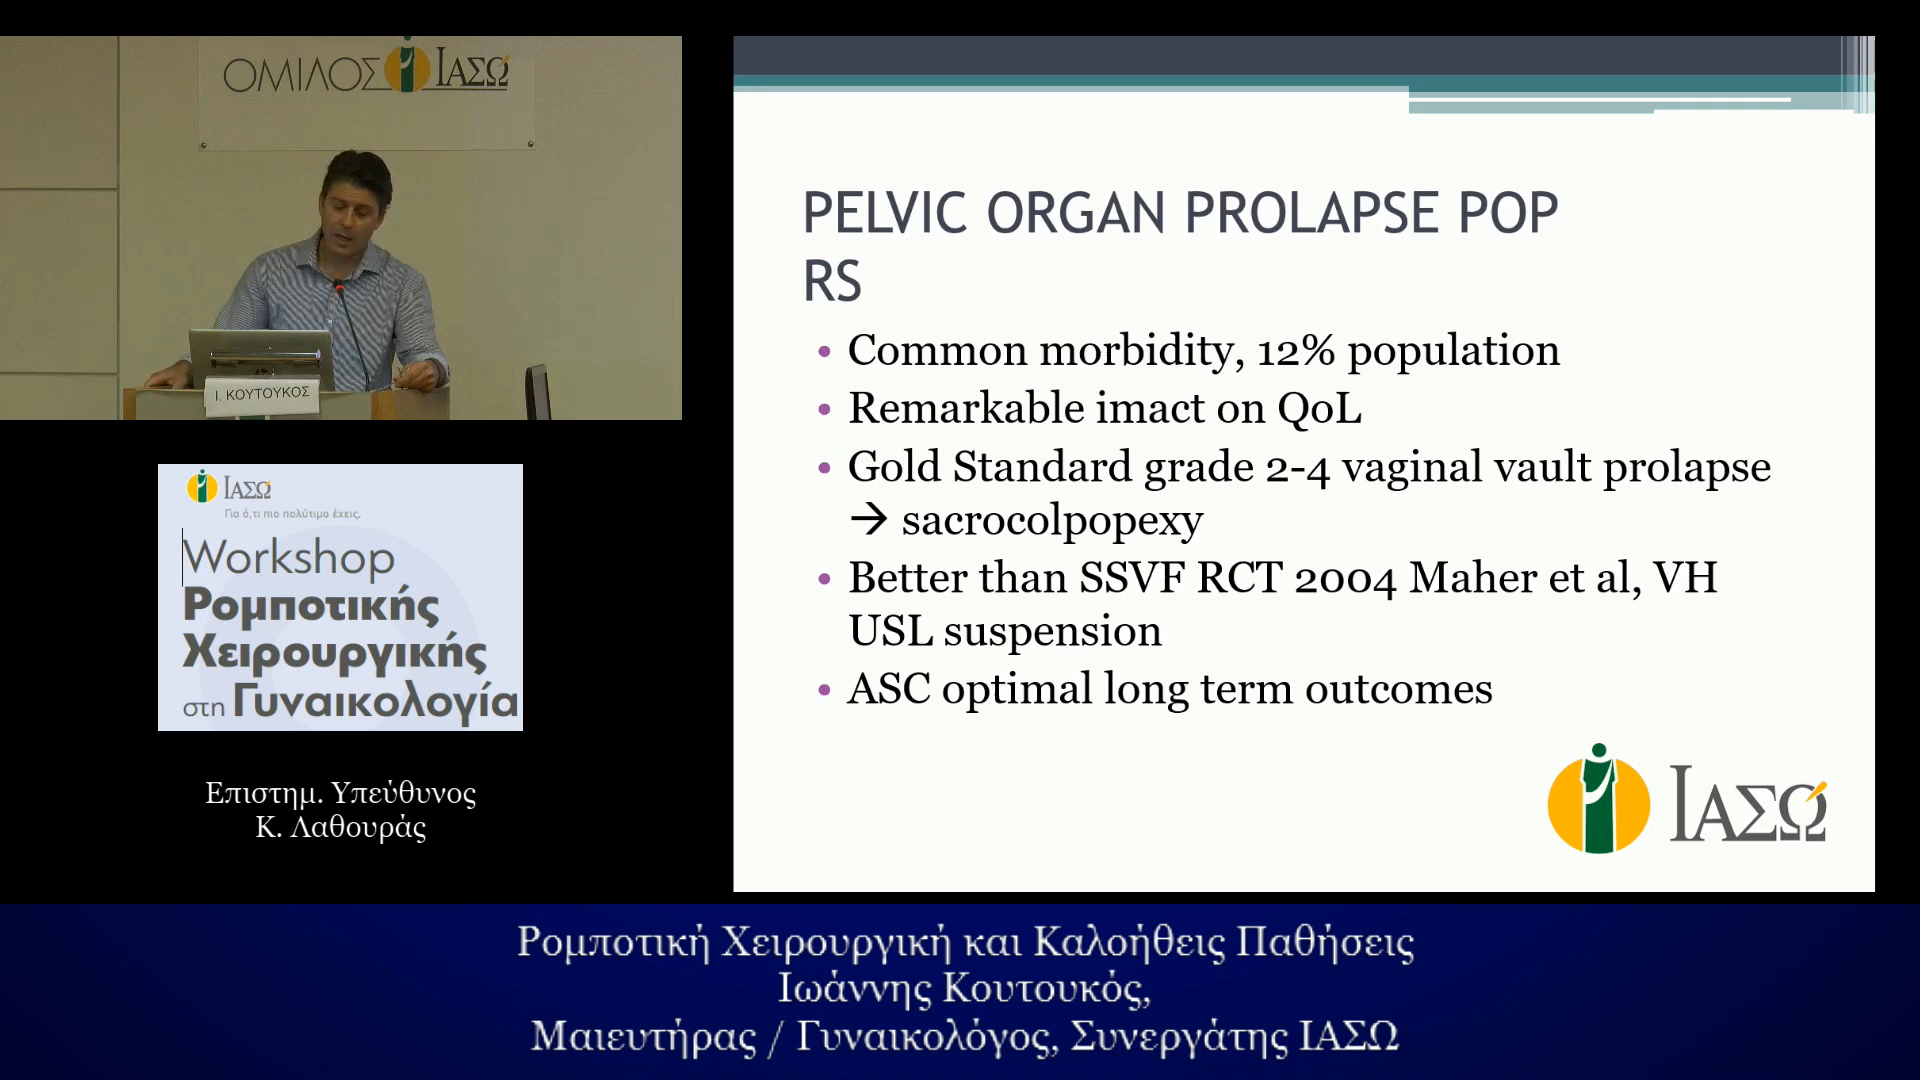 ΟΜΙΛΟΣ ΙΑΣΩ
Ι. ΚΟΥΤΟΥΚΟΣ
ΙΑΣΩ
Για ό,τι πιο πολύτιμο έχεις.
Workshop
Ρομποτικής
Χειρουργικής
στη Γυναικολογία
Επιστημ. Υπεύθυνος
Κ. Λαθουράς
PELVIC ORGAN PROLAPSE POP
RS
• Common morbidity, 12% population
• Remarkable imact on QoL
• Gold Standard grade 2-4 vaginal vault prolapse
→ sacrocolpopexy
• Better than SSVF RCT 2004 Maher et al, VH
USL suspension
• ASC optimal long term outcomes
ΙΑΣΩ
Ρομποτική Χειρουργική και Καλοήθεις Παθήσεις
Ιωάννης Κουτουκός,
Μαιευτήρας / Γυναικολόγος, Συνεργάτης ΙΑΣΩ